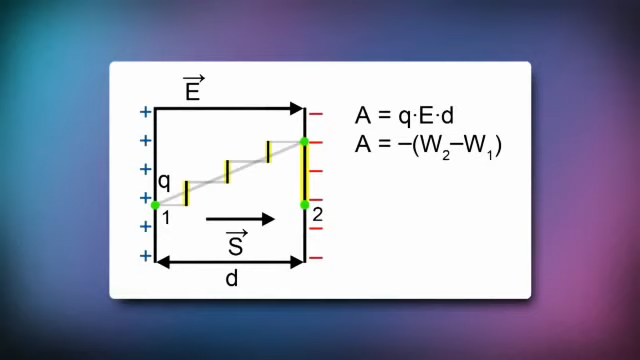 E
A = q·E·d
A = –(W₂–W₁)
q
1
2
S
d